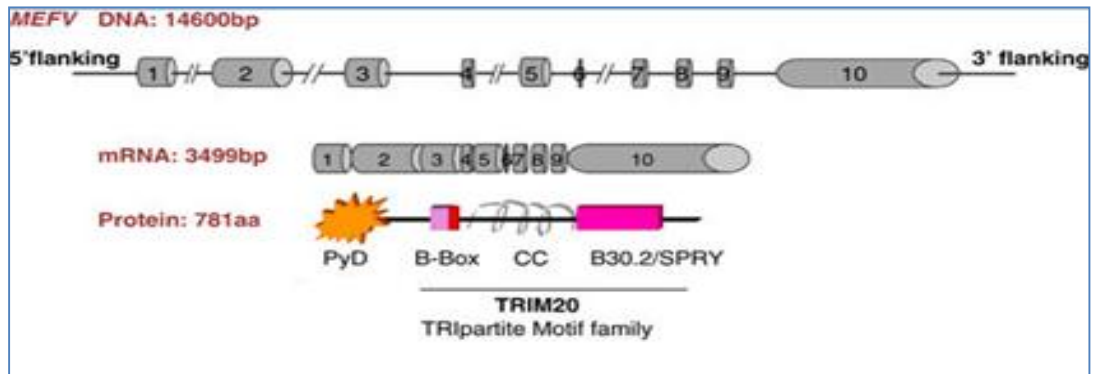 MEFV DNA: 14600bp
5'flanking 1 2 3 4 5 6 7 8 9 10 3' flanking
mRNA: 3499bp 1 2 3 4 5 6 7 8 9 10
Protein: 781aa
PyD B-Box CC B30.2/SPRY
TRIM20
TRIpartite Motif family